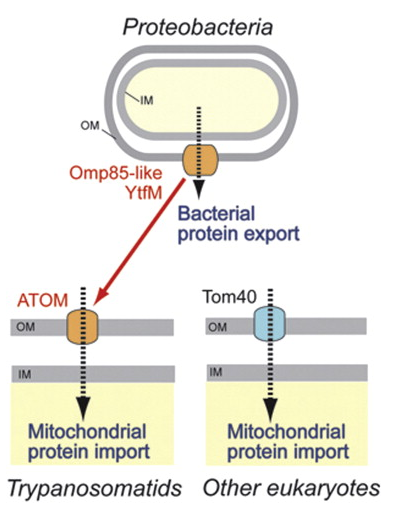 Proteobacteria
IM
OM
Omp85-like
YtfM
Bacterial
protein export
ATOM
OM
IM
Mitochondrial
protein import
Trypanosomatids
Tom40
OM
IM
Mitochondrial
protein import
Other eukaryotes